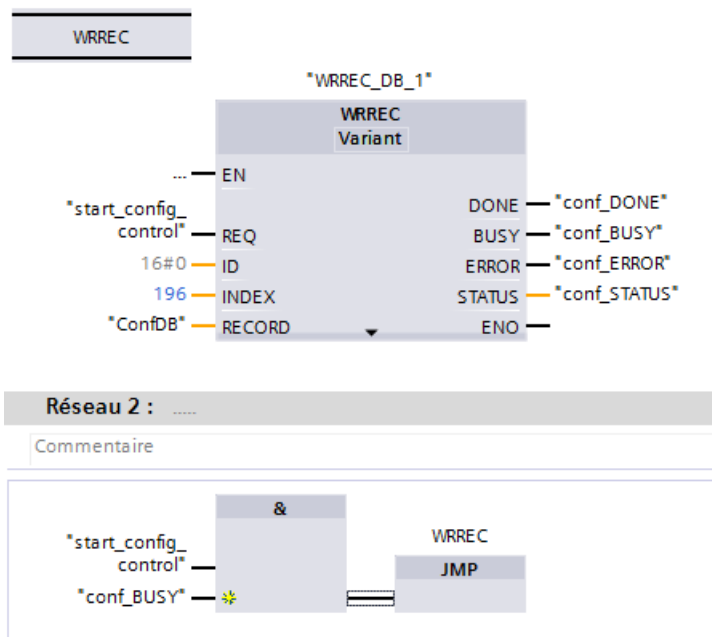 WRREC
"WRREC_DB_1"
WRREC
Variant
... EN
"start_config_
control" REQ
16#0 ID
196 INDEX
"ConfDB" RECORD
DONE "conf_DONE"
BUSY "conf_BUSY"
ERROR "conf_ERROR"
STATUS "conf_STATUS"
ENO
Réseau 2 : .....
Commentaire
&
"start_config_
control"
"conf_BUSY"
WRREC
JMP